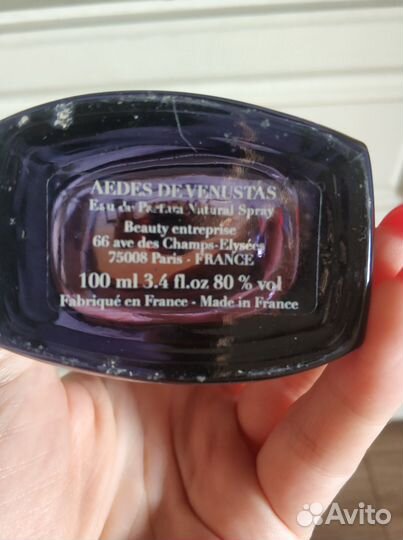 AEDES DE VENUSTAS
Eau de Parfum Natural Spray
Beauty entreprise
66 ave des Champs-Elysées
75008 Paris - FRANCE
100 ml 3.4 fl.oz 80 % vol
Fabriqué en France - Made in France
Avito